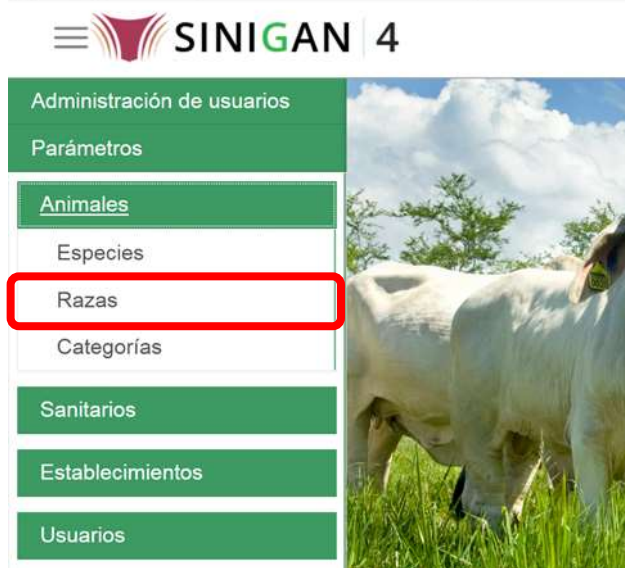 SINIGAN 4
Administración de usuarios
Parámetros
Animales
Especies
Razas
Categorías
Sanitarios
Establecimientos
Usuarios